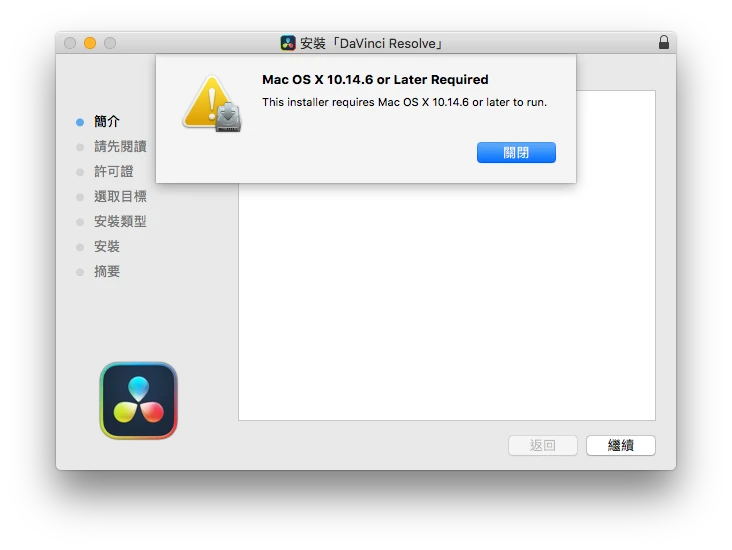 安裝「DaVinci Resolve」
Mac OS X 10.14.6 or Later Required
This installer requires Mac OS X 10.14.6 or later to run.
關閉
簡介
請先閱讀
許可證
選取目標
安裝類型
安裝
摘要
返回
繼續